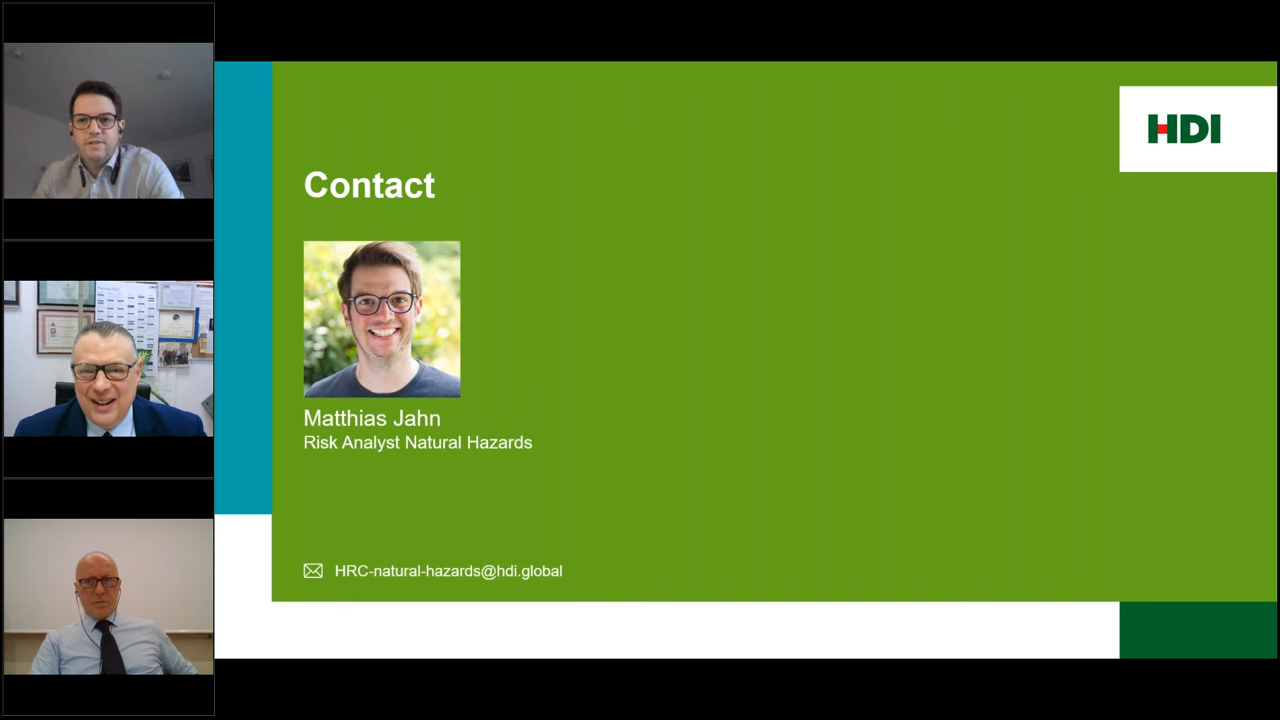 HDI
Contact
Matthias Jahn
Risk Analyst Natural Hazards
HRC-natural-hazards@hdi.global